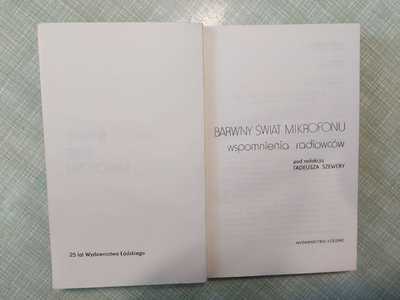 25 lat Wydawnictwa Łódzkiego
BARWNY ŚWIAT MIKROFONU
wspomnienia radiowców
pod redakcją
TADEUSZA SZEWERY
WYDAWNICTWO ŁÓDZKIE